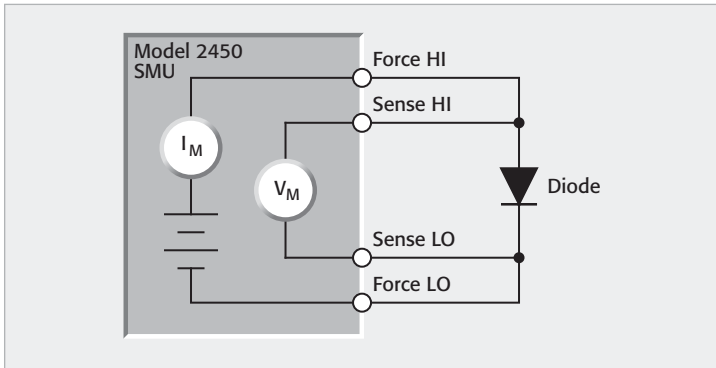 Model 2450
SMU
Force HI
Sense HI
I_M
V_M
Diode
Sense LO
Force LO